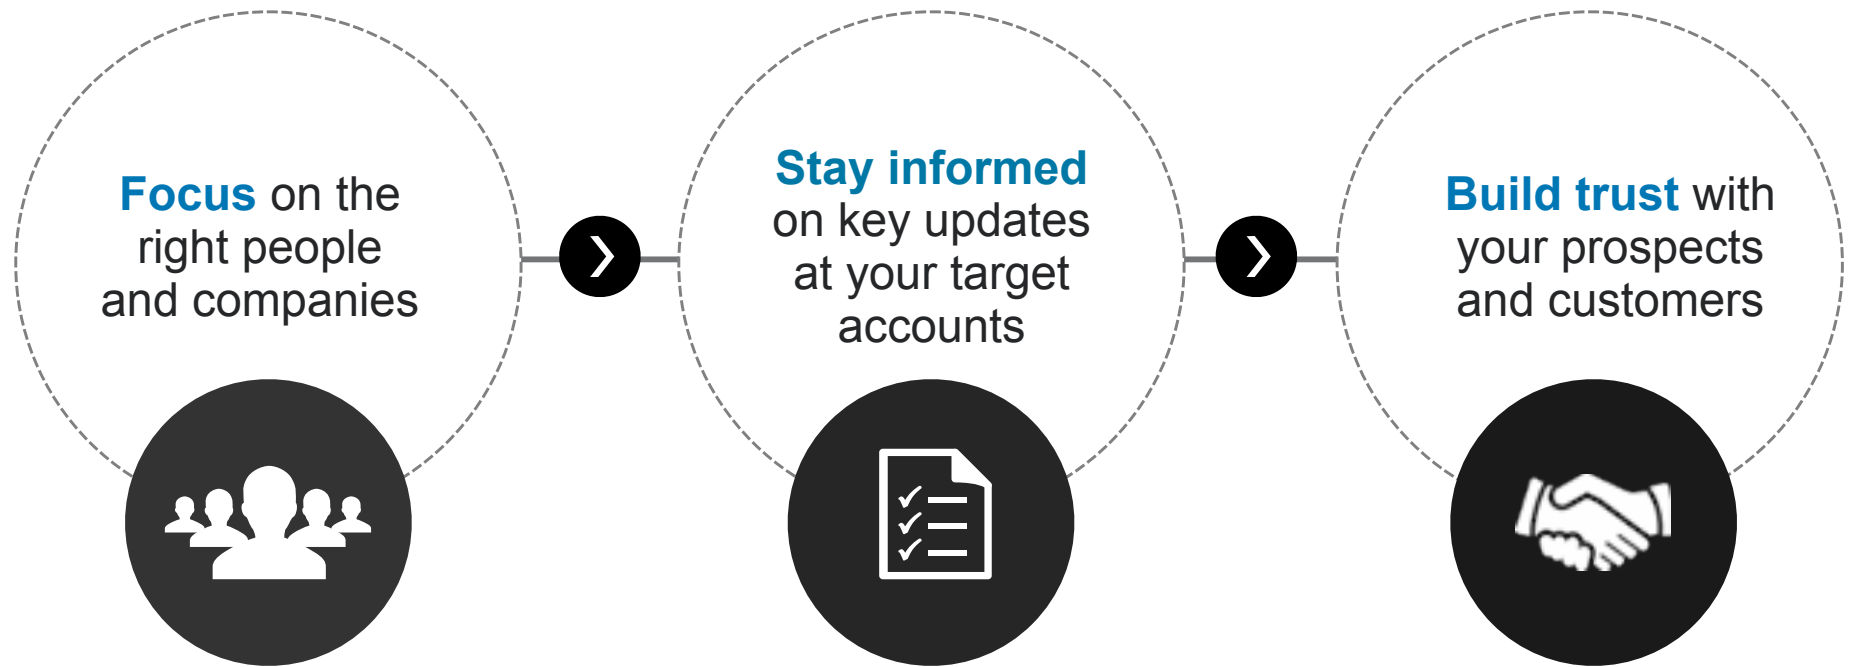 Focus on the
right people
and companies
Stay informed
on key updates
at your target
accounts
Build trust with
your prospects
and customers